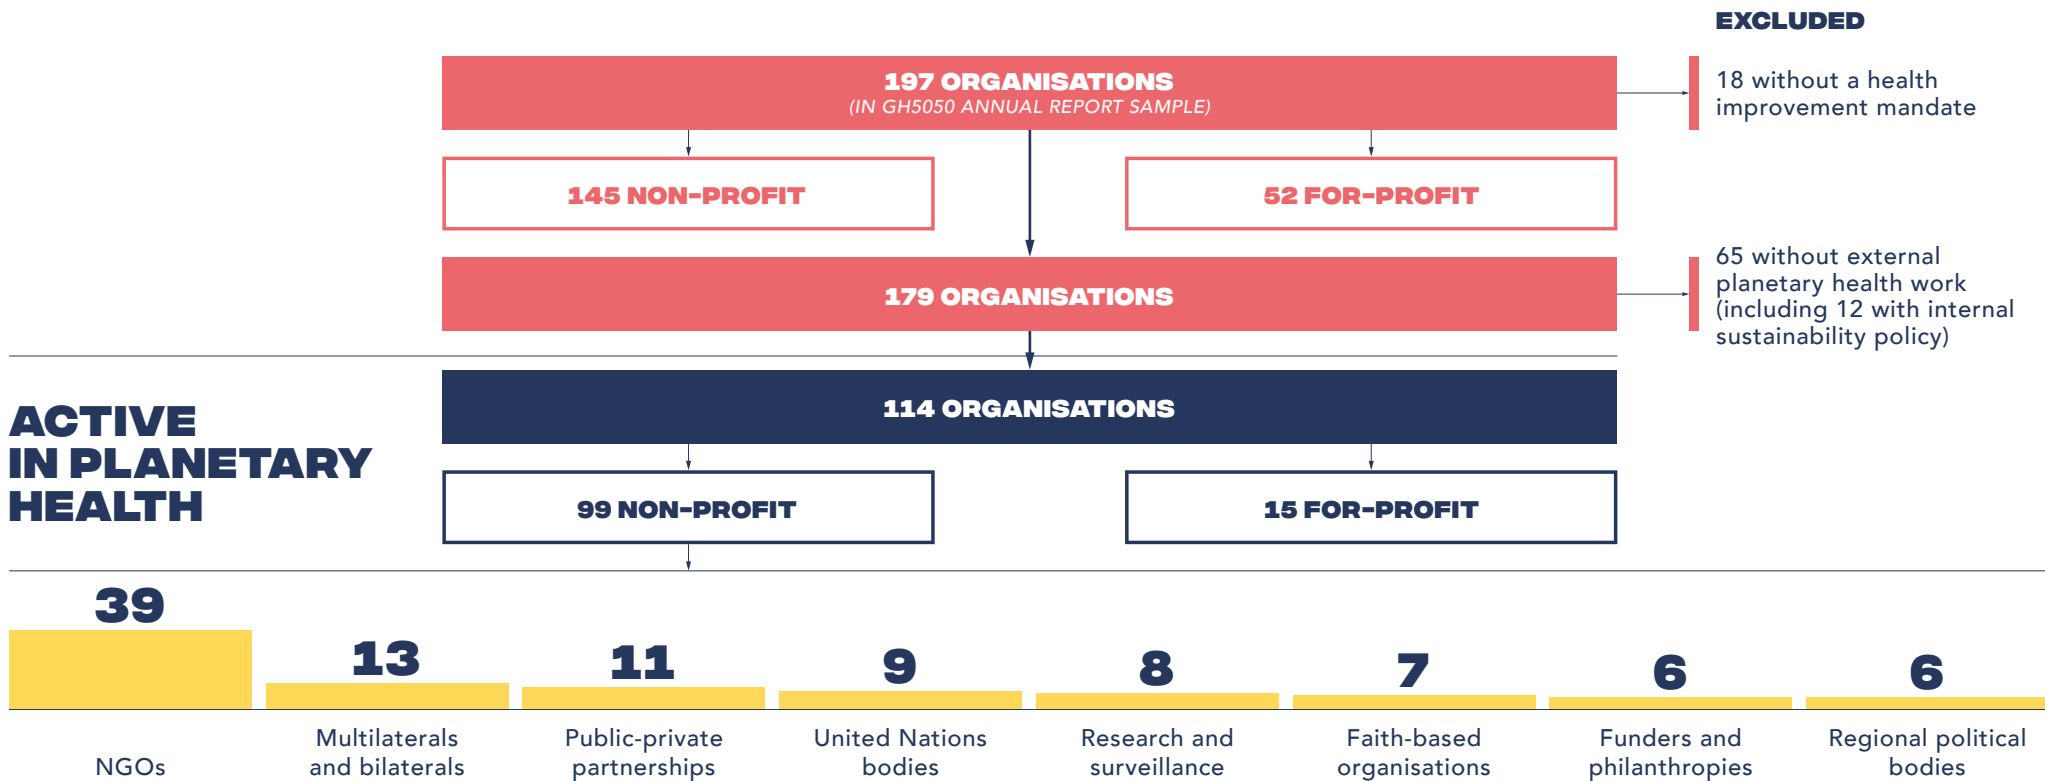 EXCLUDED
197 ORGANISATIONS
(IN GH5050 ANNUAL REPORT SAMPLE)
18 without a health
improvement mandate
145 NON-PROFIT
52 FOR-PROFIT
179 ORGANISATIONS
65 without external
planetary health work
(including 12 with internal
sustainability policy)
ACTIVE
IN PLANETARY
HEALTH
114 ORGANISATIONS
99 NON-PROFIT
15 FOR-PROFIT
39
NGOs
13
Multilaterals
and bilaterals
11
Public-private
partnerships
9
United Nations
bodies
8
Research and
surveillance
7
Faith-based
organisations
6
Funders and
philanthropies
6
Regional political
bodies